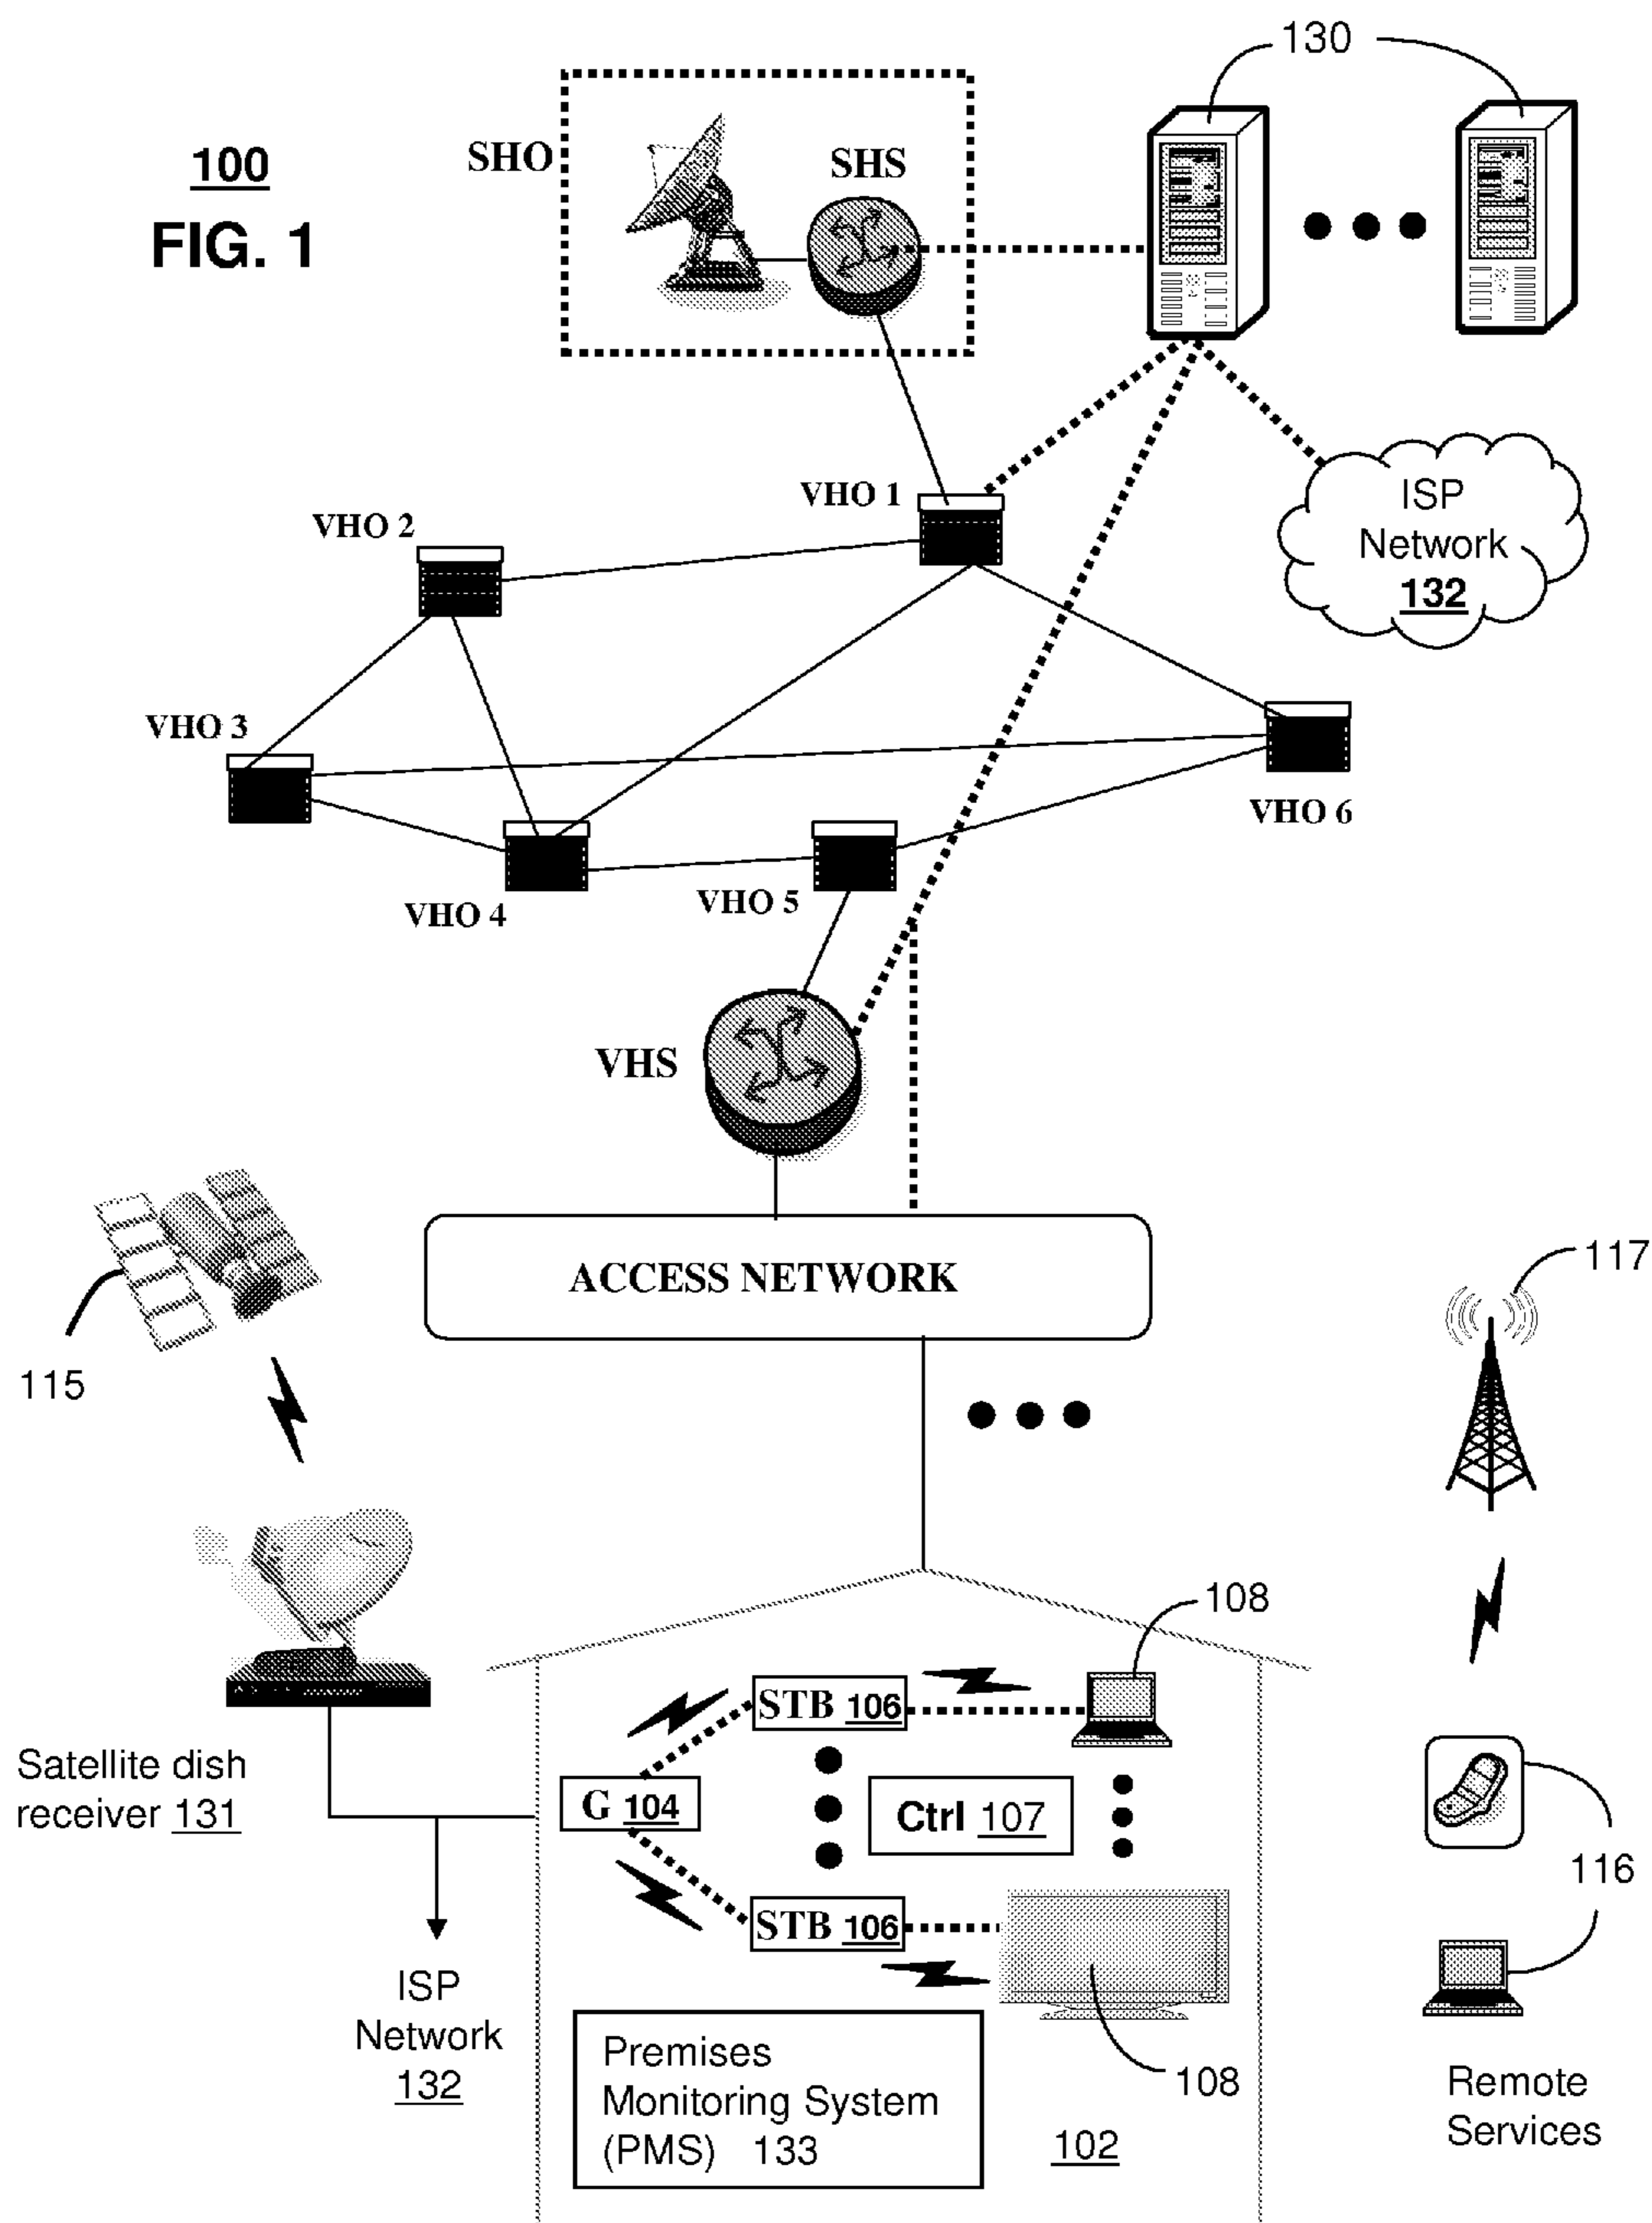 130
100
FIG. 1
SHO
SHS
VHO 1
ISP
Network
132
VHO 2
VHO 3
VHO 6
VHO 4
VHO 5
VHS
ACCESS NETWORK
117
115
108
STB 106
Satellite dish
receiver 131
G 104
Ctrl 107
116
STB 106
ISP
Network
132
Premises
Monitoring System
(PMS) 133
108
102
Remote
Services